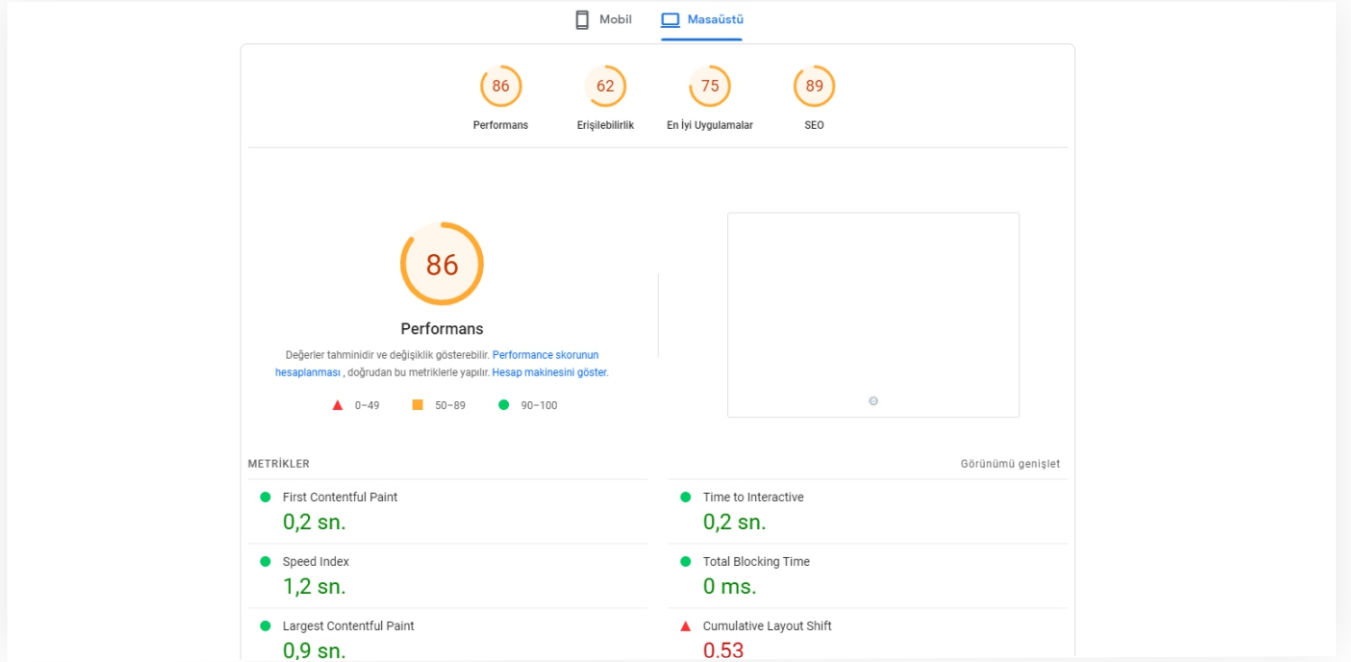 Mobil
Masaüstü
86
62
75
89
Performans
Erişilebilirlik
En İyi Uygulamalar
SEO
86
Performans
Değerler tahminidir ve değişiklik gösterebilir. Performance skorunun
hesaplanması , doğrudan bu metriklerle yapılır. Hesap makinesini göster.
0–49
50–89
90–100
METRİKLER
Görünümü genişlet
First Contentful Paint
0,2 sn.
Time to Interactive
0,2 sn.
Speed Index
1,2 sn.
Total Blocking Time
0 ms.
Largest Contentful Paint
0,9 sn.
Cumulative Layout Shift
0.53